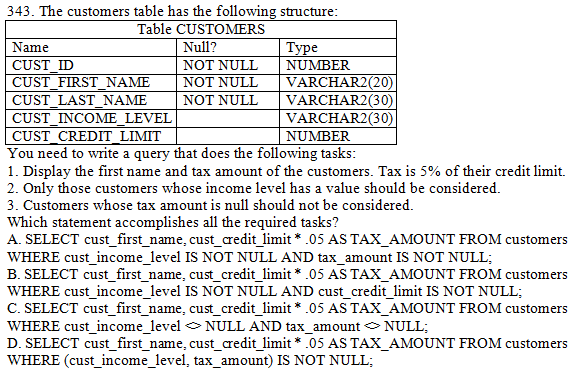 343. The customers table has the following structure:
Table CUSTOMERS
Name Null? Type
CUST_ID NOT NULL NUMBER
CUST_FIRST_NAME NOT NULL VARCHAR2(20)
CUST_LAST_NAME NOT NULL VARCHAR2(30)
CUST_INCOME_LEVEL VARCHAR2(30)
CUST_CREDIT_LIMIT NUMBER
You need to write a query that does the following tasks:
1. Display the first name and tax amount of the customers. Tax is 5% of their credit limit.
2. Only those customers whose income level has a value should be considered.
3. Customers whose tax amount is null should not be considered.
Which statement accomplishes all the required tasks?
A. SELECT cust_first_name, cust_credit_limit * .05 AS TAX_AMOUNT FROM customers
WHERE cust_income_level IS NOT NULL AND tax_amount IS NOT NULL;
B. SELECT cust_first_name, cust_credit_limit * .05 AS TAX_AMOUNT FROM customers
WHERE cust_income_level IS NOT NULL AND cust_credit_limit IS NOT NULL;
C. SELECT cust_first_name, cust_credit_limit * .05 AS TAX_AMOUNT FROM customers
WHERE cust_income_level <> NULL AND tax_amount <> NULL;
D. SELECT cust_first_name, cust_credit_limit * .05 AS TAX_AMOUNT FROM customers
WHERE (cust_income_level, tax_amount) IS NOT NULL;